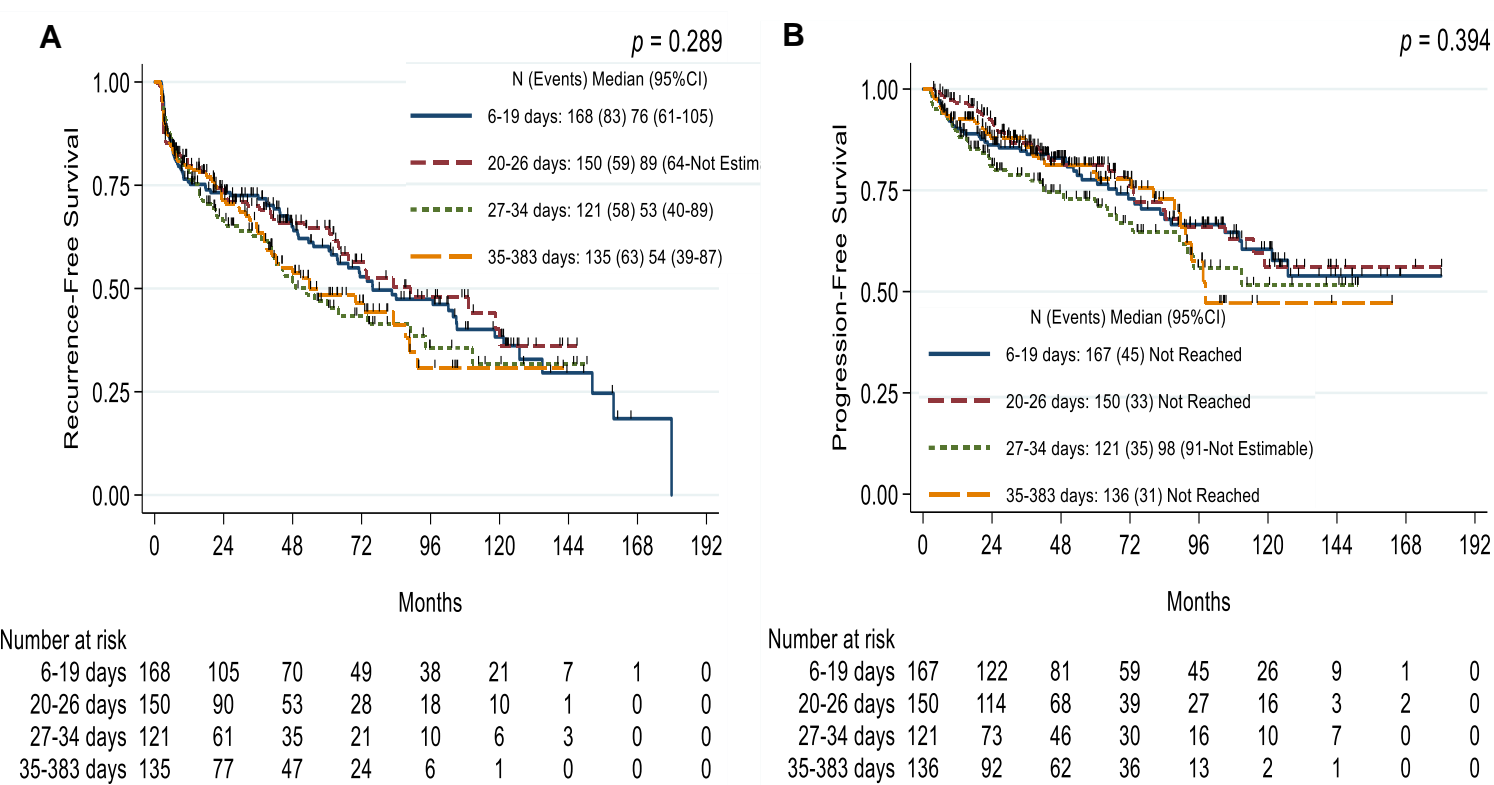 A
p = 0.289
N (Events) Median (95%CI)
6-19 days: 168 (83) 76 (61-105)
20-26 days: 150 (59) 89 (64-Not Estim
27-34 days: 121 (58) 53 (40-89)
35-383 days: 135 (63) 54 (39-87)
Recurrence-Free Survival
1.00
0.75
0.50
0.25
0.00
0 24 48 72 96 120 144 168 192
Months
Number at risk
6-19 days 168 105 70 49 38 21 7 1 0
20-26 days 150 90 53 28 18 10 1 0 0
27-34 days 121 61 35 21 10 6 3 0 0
35-383 days 135 77 47 24 6 1 0 0 0
B
p = 0.394
Progression-Free Survival
1.00
0.75
0.50
0.25
0.00
N (Events) Median (95%CI)
6-19 days: 167 (45) Not Reached
20-26 days: 150 (33) Not Reached
27-34 days: 121 (35) 98 (91-Not Estimable)
35-383 days: 136 (31) Not Reached
0 24 48 72 96 120 144 168 192
Months
Number at risk
6-19 days 167 122 81 59 45 26 9 1 0
20-26 days 150 114 68 39 27 16 3 2 0
27-34 days 121 73 46 30 16 10 7 0 0
35-383 days 136 92 62 36 13 2 1 0 0